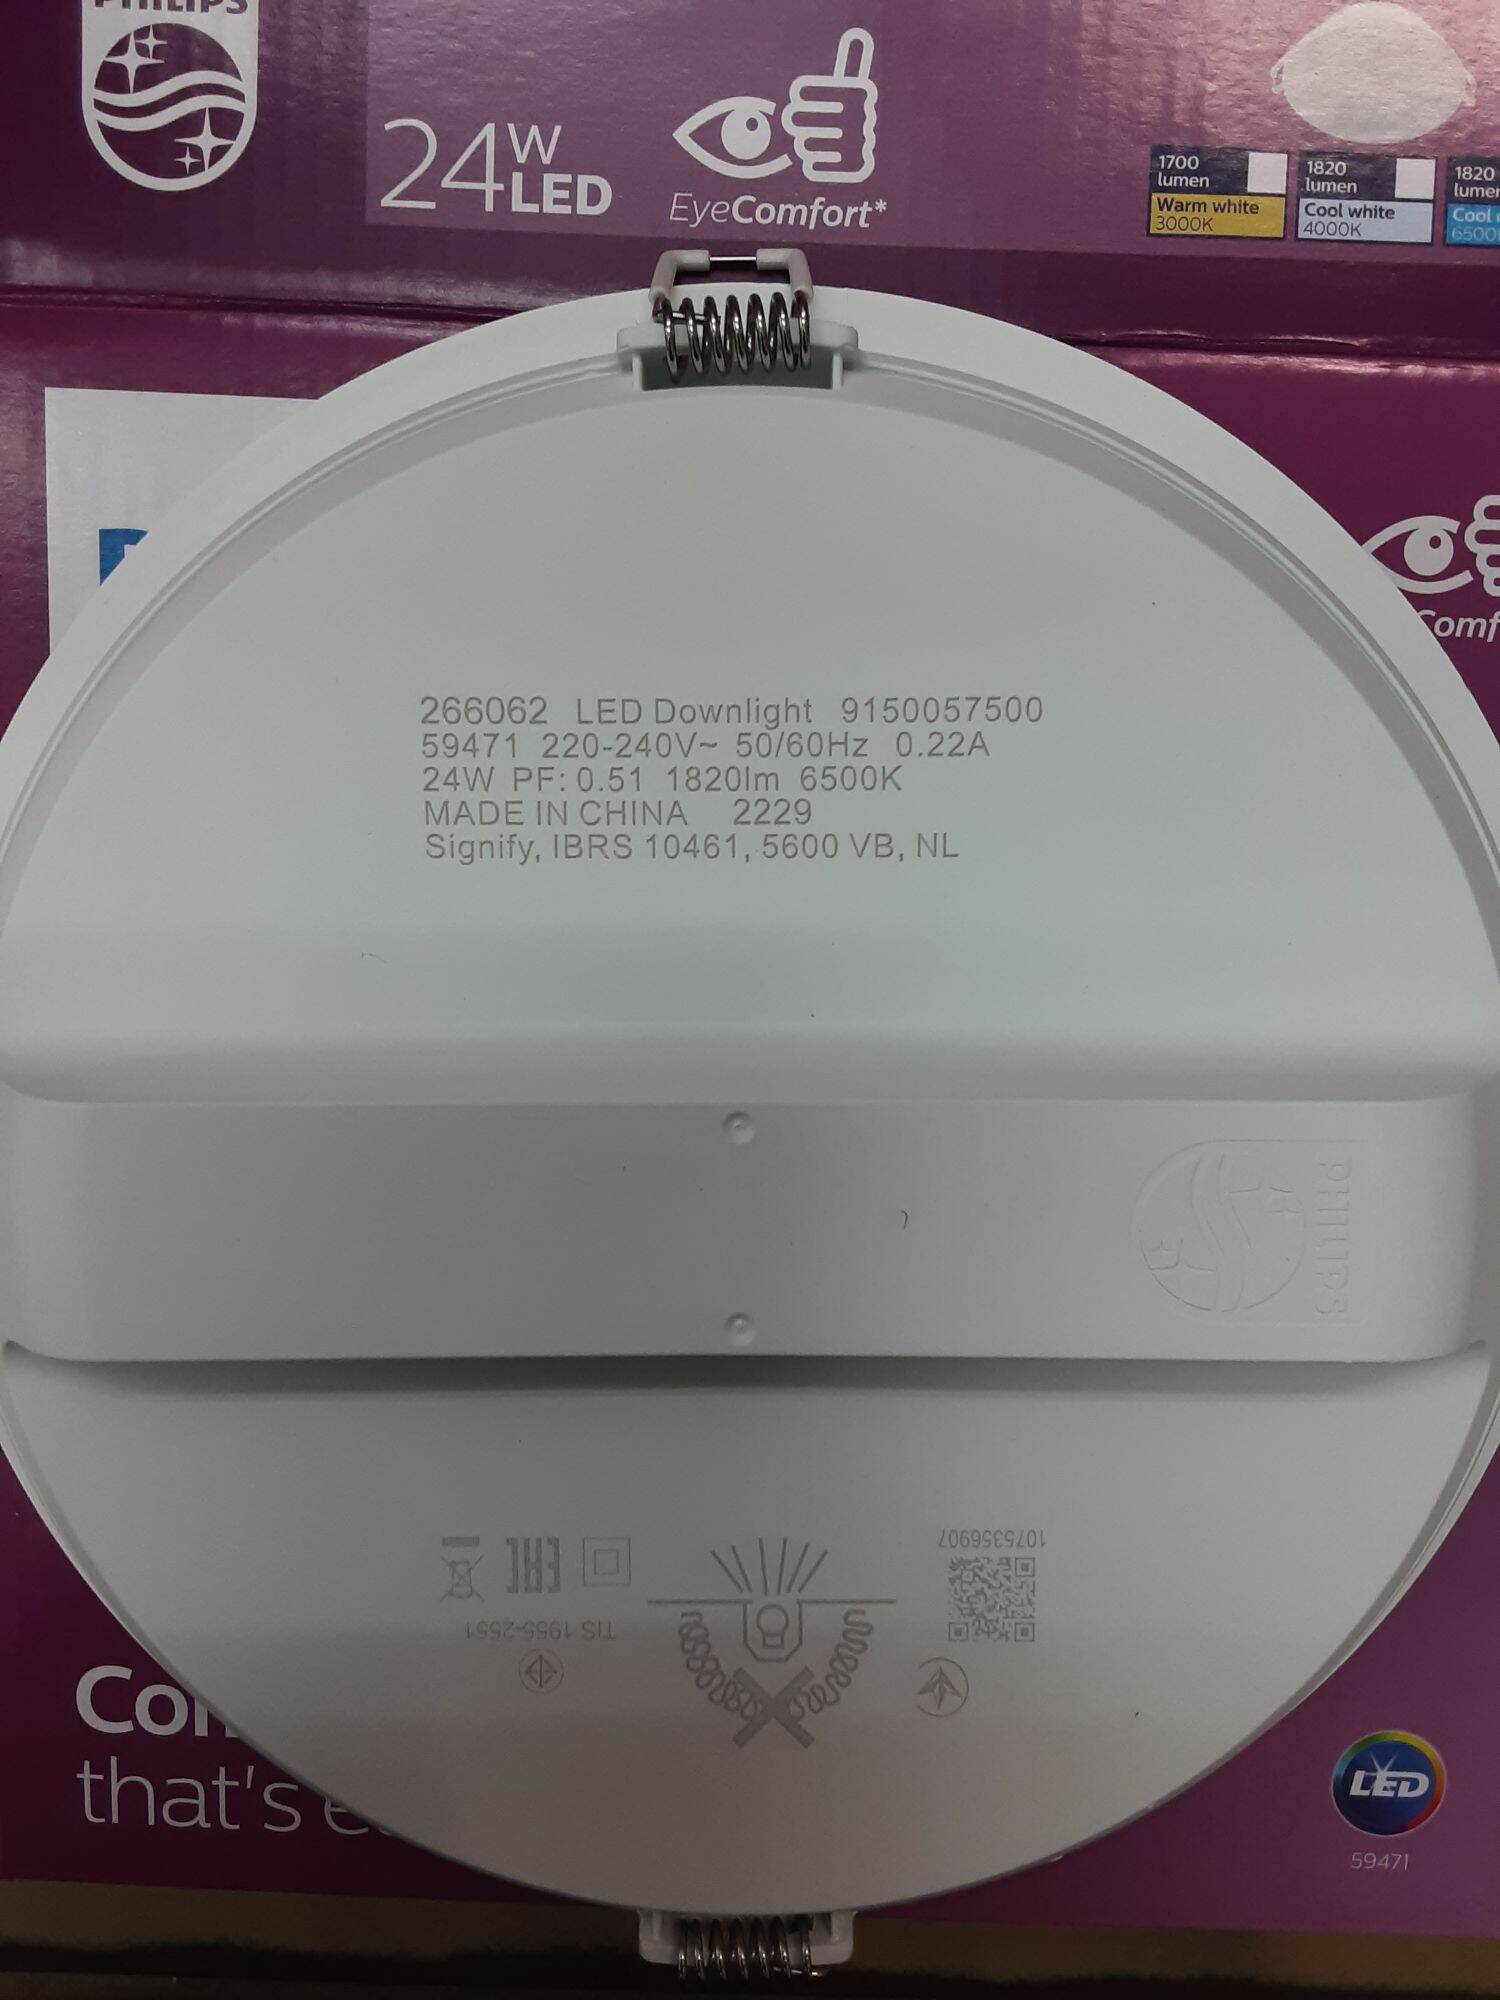 PHILIPS
24W
LED
EyeComfort*
1700
lumen
Warm white
3000K
1820
lumen
Cool white
4000K
1820
Cool
266062 LED Downlight 9150057500
59471 220-240V~ 50/60Hz 0.22A
24W PF: 0.51 1820lm 6500K
MADE IN CHINA 2229
Signify, IBRS 10461, 5600 VB, NL
PHILIPS
1075356907
EAC
TIS 1955-2551
that's
LED
59471